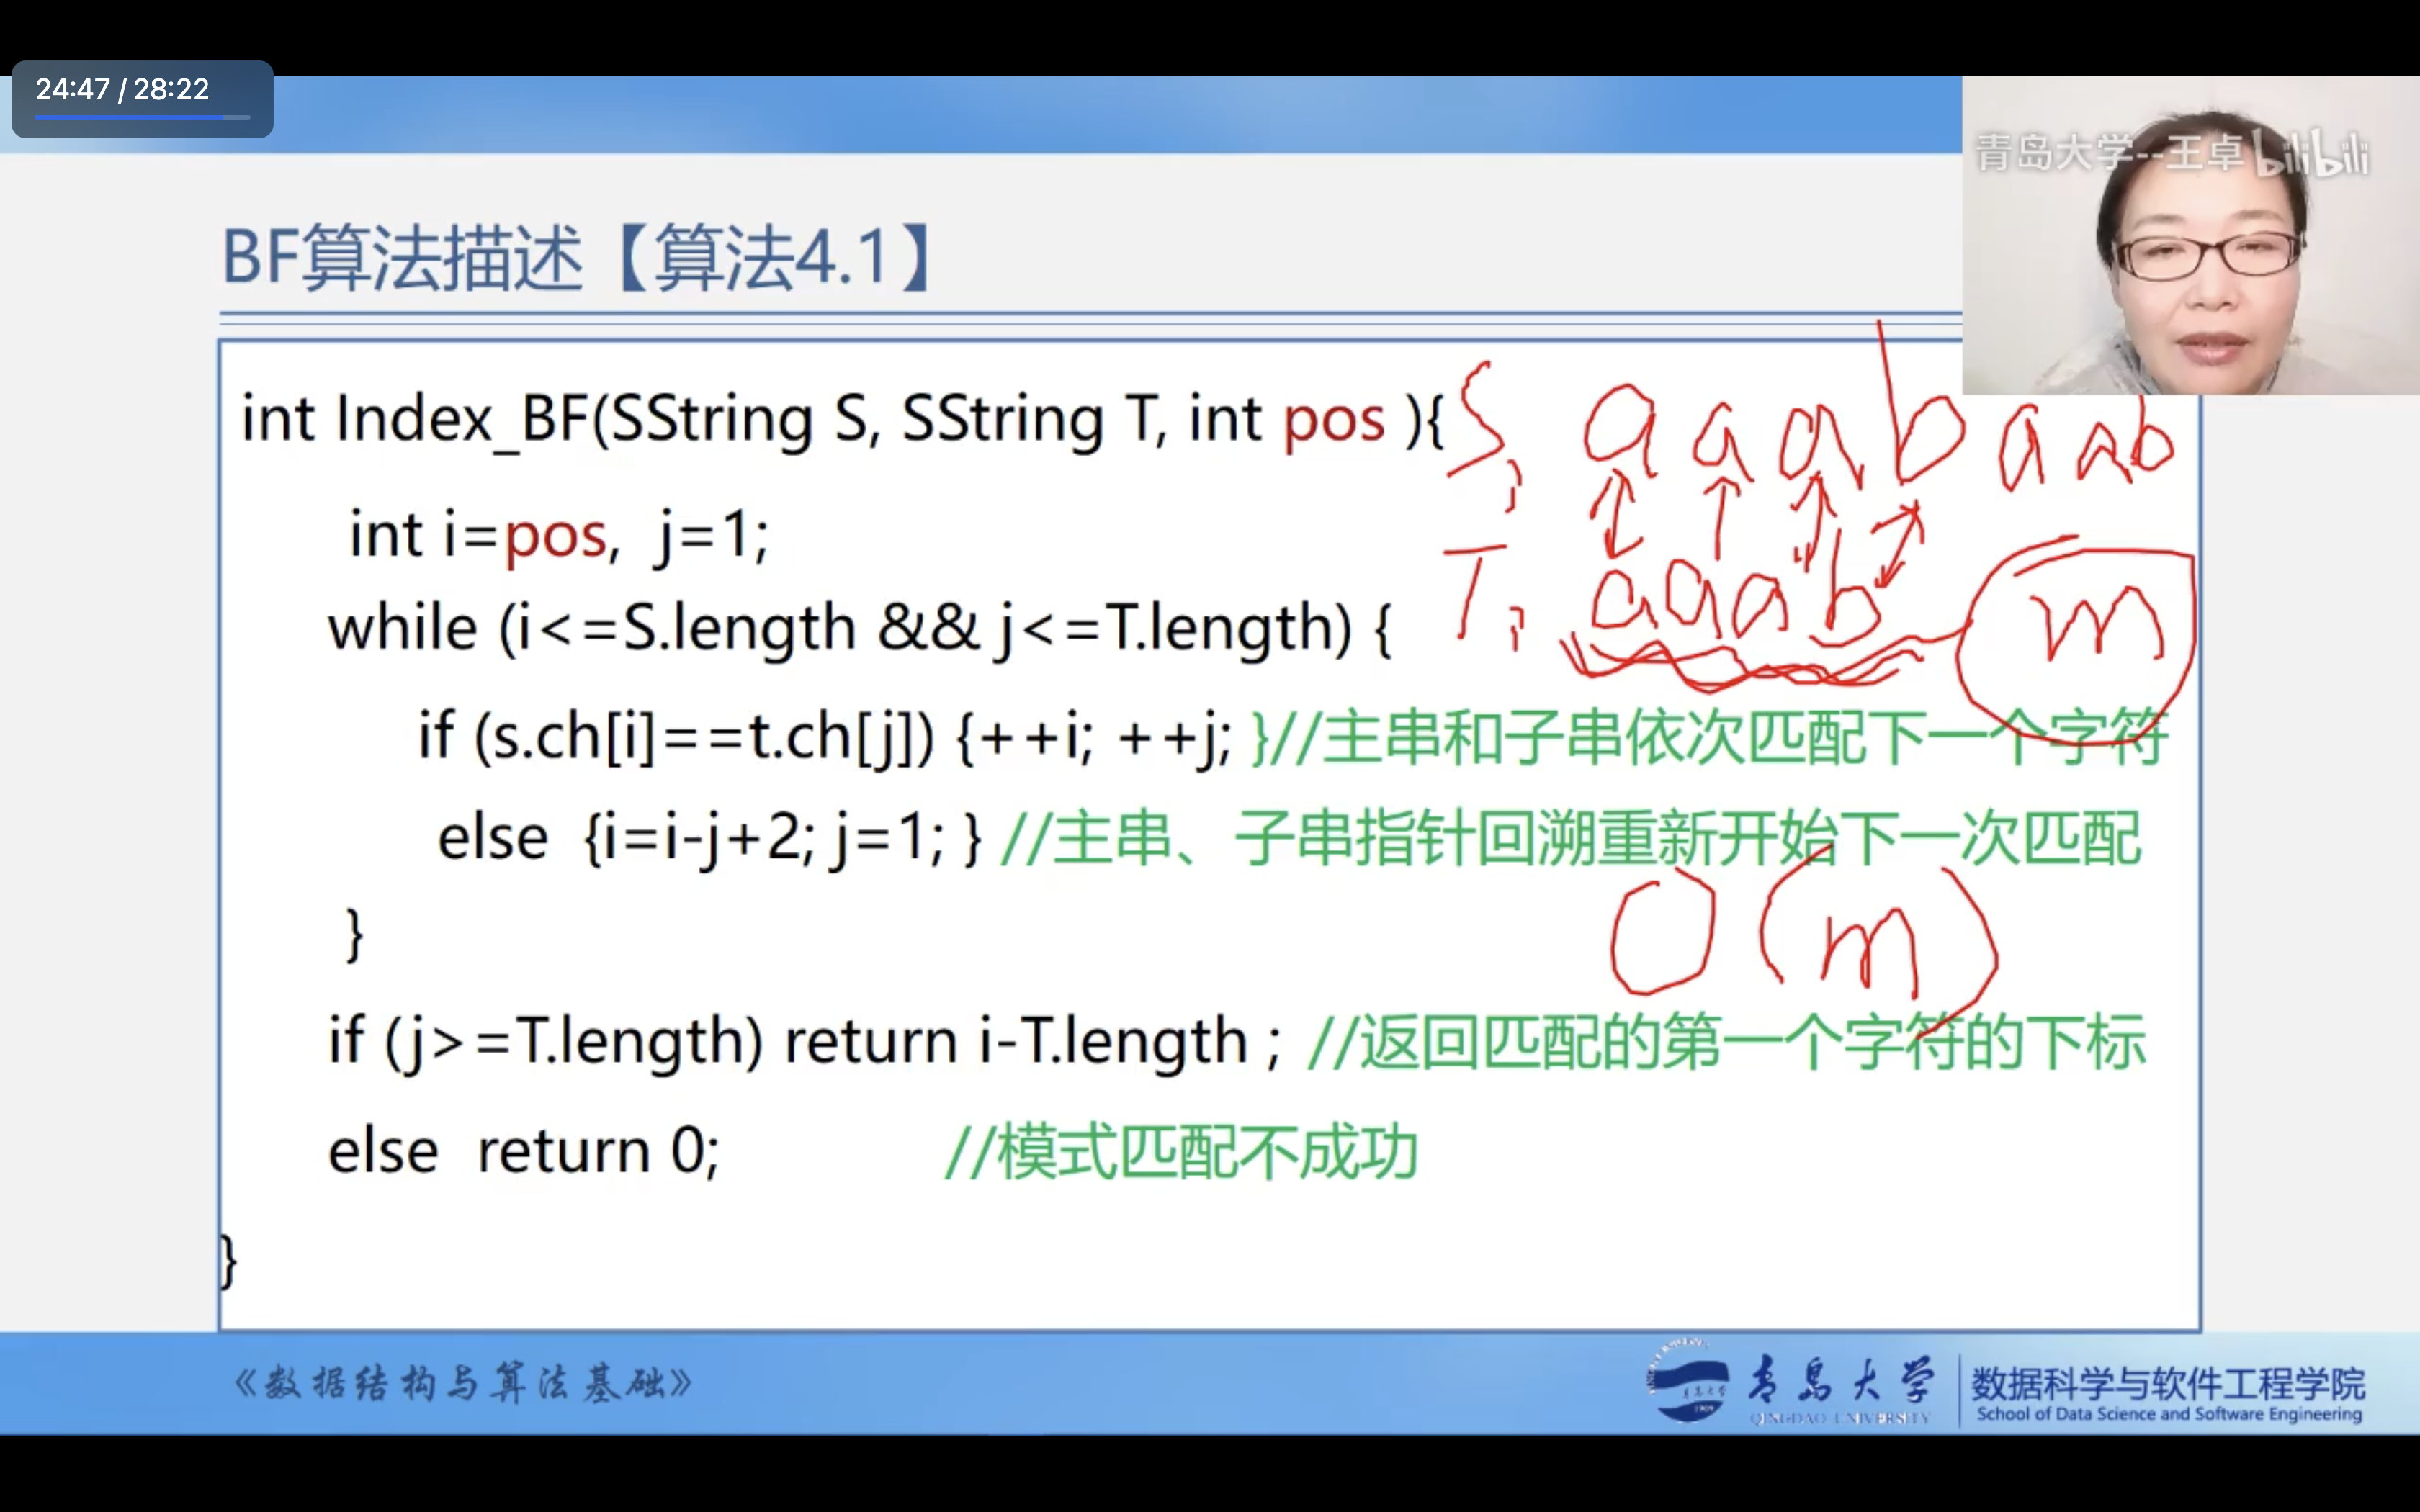 24:47 / 28:22
青岛大学--王卓 bilibili
BF算法描述【算法4.1】
int Index_BF(SString S, SString T, int pos ){
S: a a a b a a b
int i=pos, j=1;
while (i<=S.length && j<=T.length) {
T: a a a b
m
if (s.ch[i]==t.ch[j]) {++i; ++j; }//主串和子串依次匹配下一个字符
else {i=i-j+2; j=1; } //主串、子串指针回溯重新开始下一次匹配
}
O(m)
if (j>=T.length) return i-T.length ; //返回匹配的第一个字符的下标
else return 0; //模式匹配不成功
}
《数据结构与算法基础》
青岛大学
QINGDAO UNIVERSITY
数据科学与软件工程学院
School of Data Science and Software Engineering